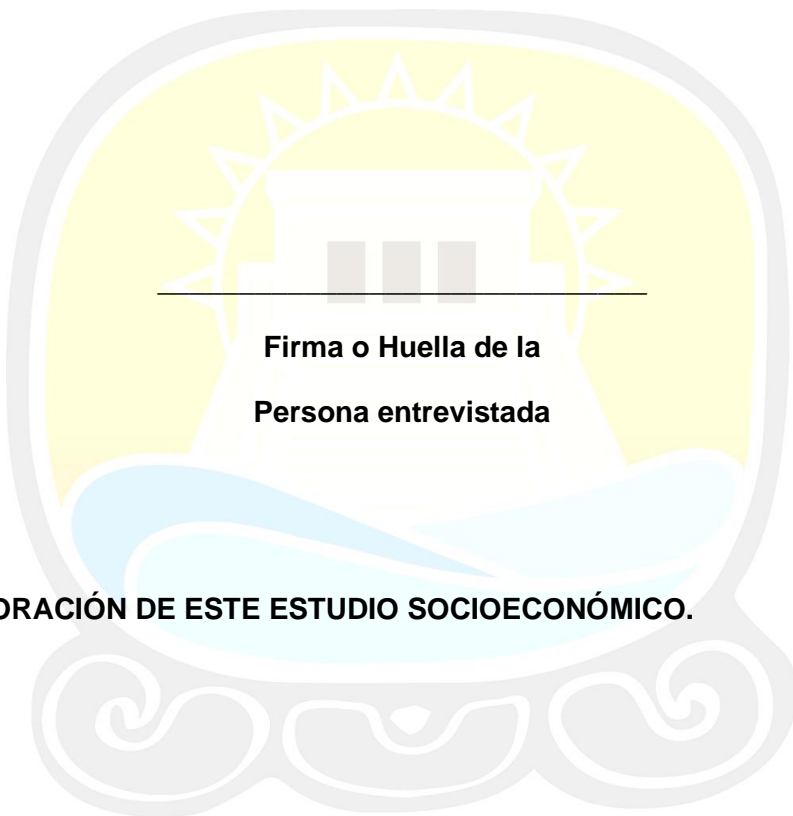 Firma o Huella de la
Persona entrevistada
ORACIÓN DE ESTE ESTUDIO SOCIOECONÓMICO.